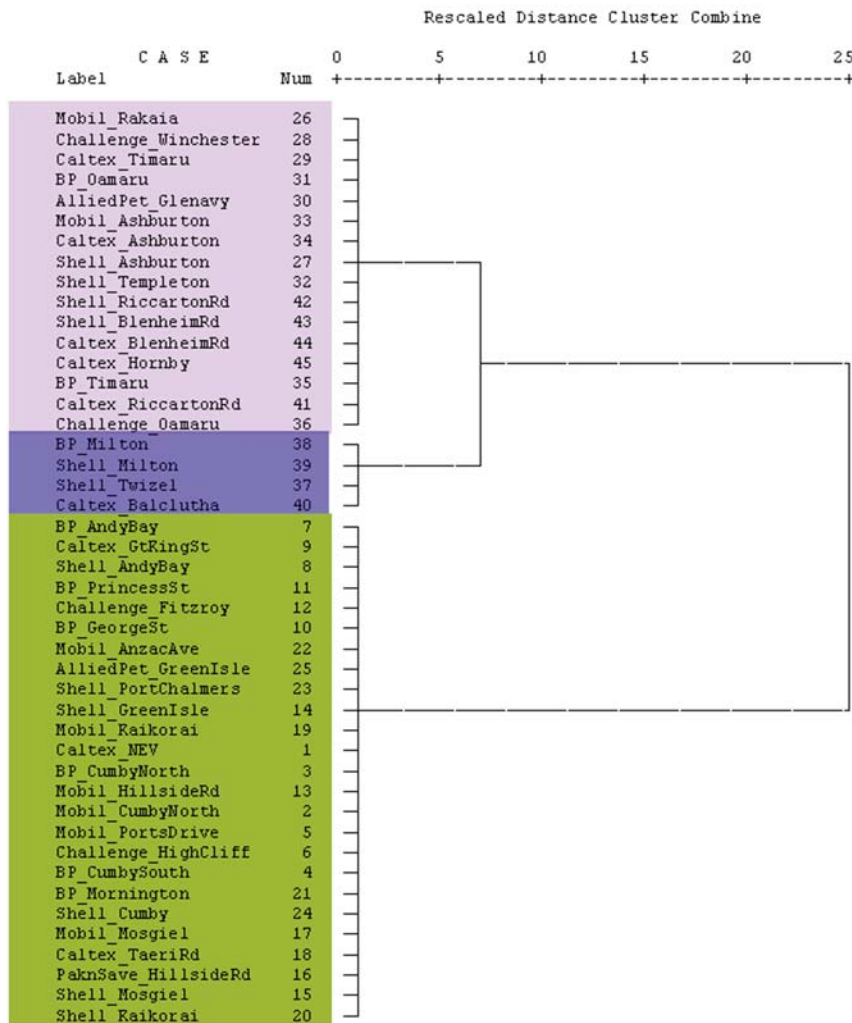 Rescaled Distance Cluster Combine
C A S E 0 5 10 15 20 25
Label Num
Mobil_Rakaia 26
Challenge_Winchester 28
Caltex_Timaru 29
BP_Oamaru 31
AlliedPet_Glenavy 30
Mobil_Ashburton 33
Caltex_Ashburton 34
Shell_Ashburton 27
Shell_Templeton 32
Shell_RiccartonRd 42
Shell_BlenheimRd 43
Caltex_BlenheimRd 44
Caltex_Hornby 45
BP_Timaru 35
Caltex_RiccartonRd 41
Challenge_Oamaru 36
BP_Milton 38
Shell_Milton 39
Shell_Twizel 37
Caltex_Balclutha 40
BP_AndyBay 7
Caltex_GtKingSt 9
Shell_AndyBay 8
BP_PrincessSt 11
Challenge_Fitzroy 12
BP_GeorgeSt 10
Mobil_AnzacAve 22
AlliedPet_GreenIsle 25
Shell_PortChalmers 23
Shell_GreenIsle 14
Mobil_Kaikorai 19
Caltex_NEV 1
BP_CumbyNorth 3
Mobil_HillsideRd 13
Mobil_CumbyNorth 2
Mobil_PortsDrive 5
Challenge_HighCliff 6
BP_CumbySouth 4
BP_Mornington 21
Shell_Cumby 24
Mobil_Mosgiel 17
Caltex_TaeriRd 18
PaknSave_HillsideRd 16
Shell_Mosgiel 15
Shell_Kaikorai 20